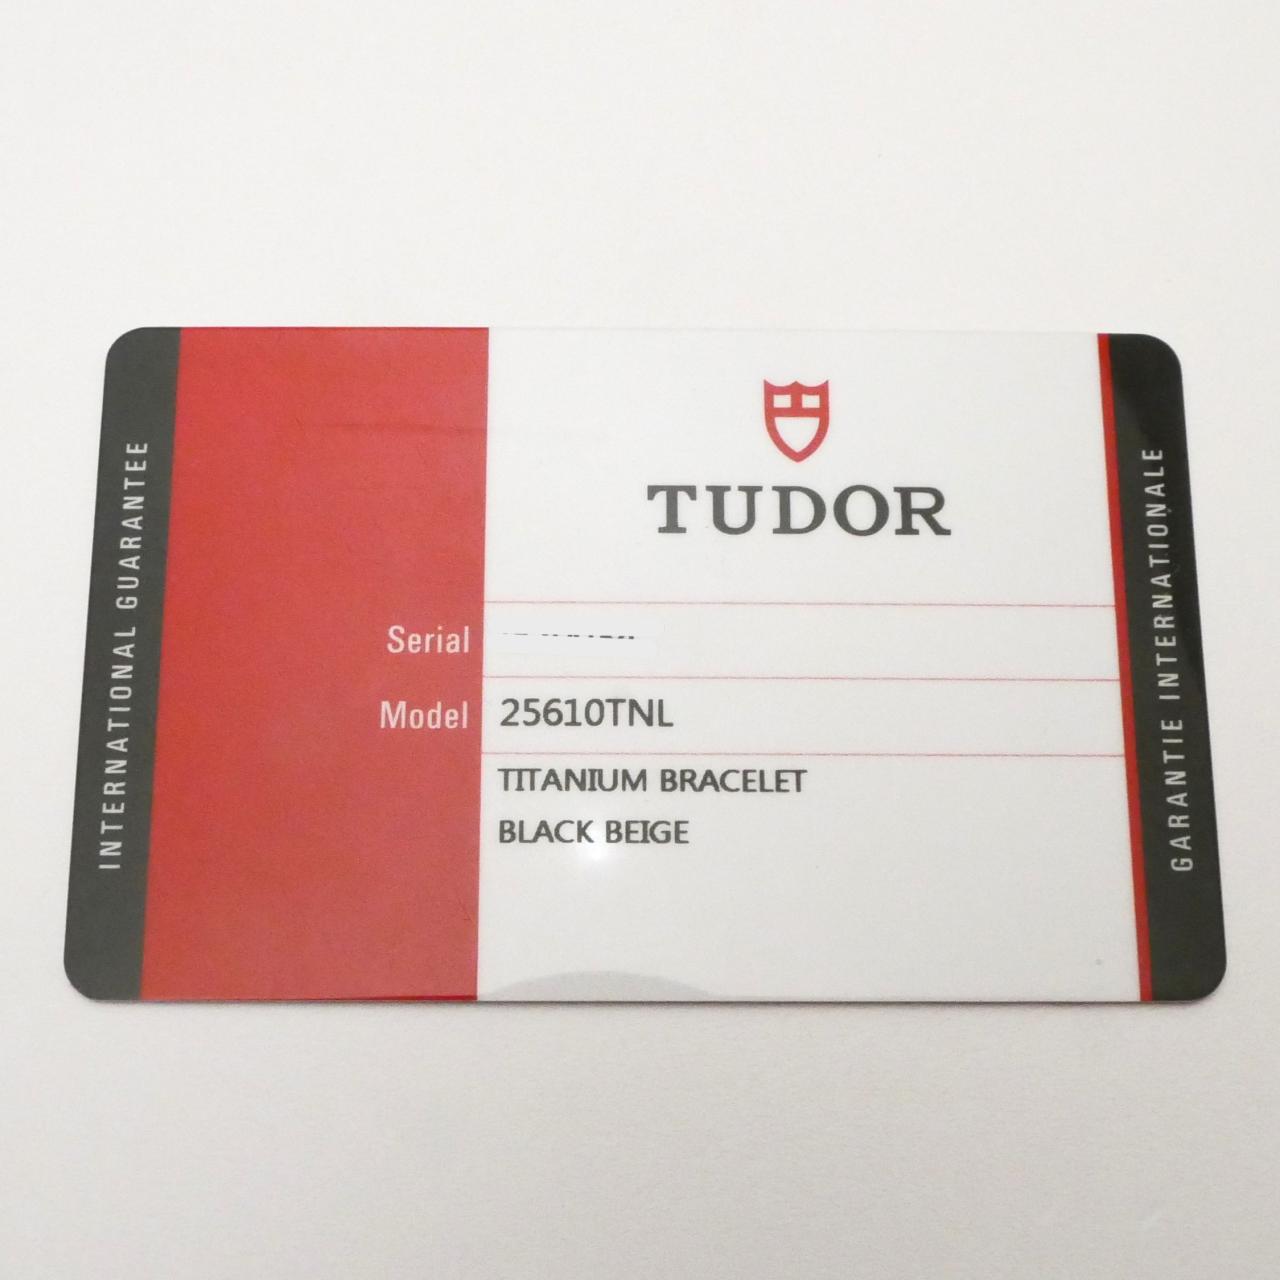 INTERNATIONAL GUARANTEE
TUDOR
Serial
Model 25610TNL
TITANIUM BRACELET
BLACK BEIGE
GARANTIE INTERNATIONALE